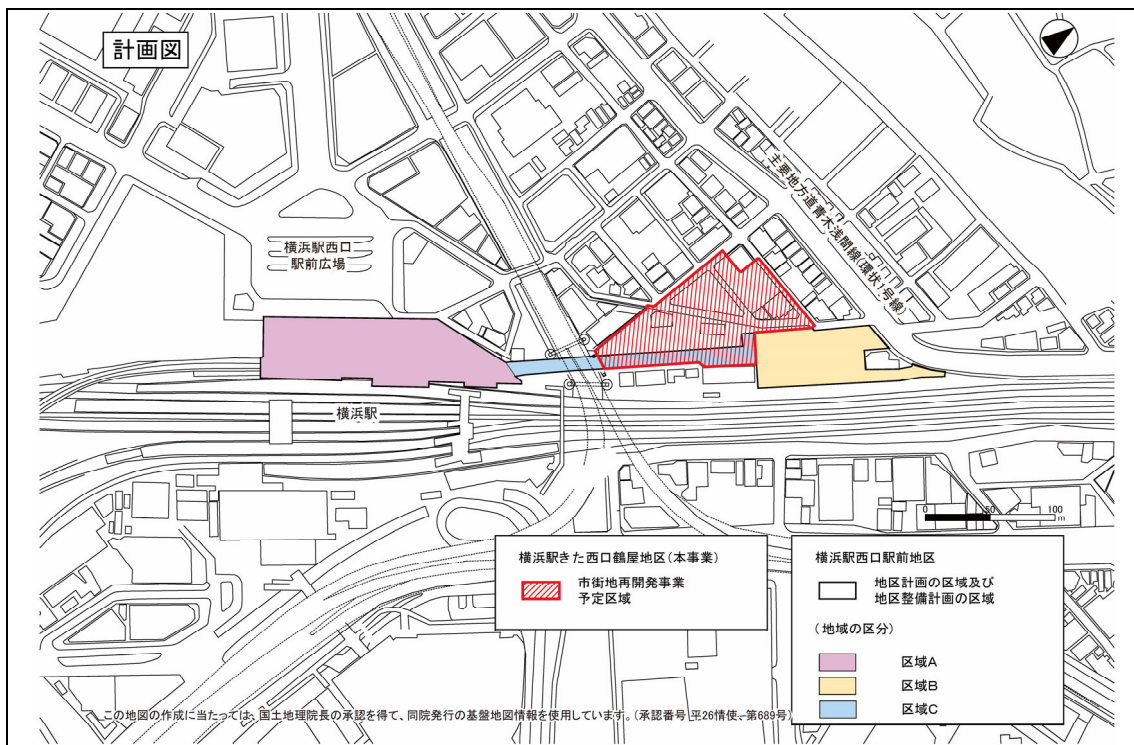 計画図
主要地方道青木浅間線(環状1号線)
横浜駅西口
駅前広場
横浜駅
0 50 100
m
横浜駅きた西口鶴屋地区(本事業)
市街地再開発事業
予定区域
横浜駅西口駅前地区
地区計画の区域及び
地区整備計画の区域
(地域の区分)
区域A
区域B
区域C
この地図の作成に当たっては、国土地理院長の承認を得て、同院発行の基盤地図情報を使用しています。(承認番号 平26情使、第689号)